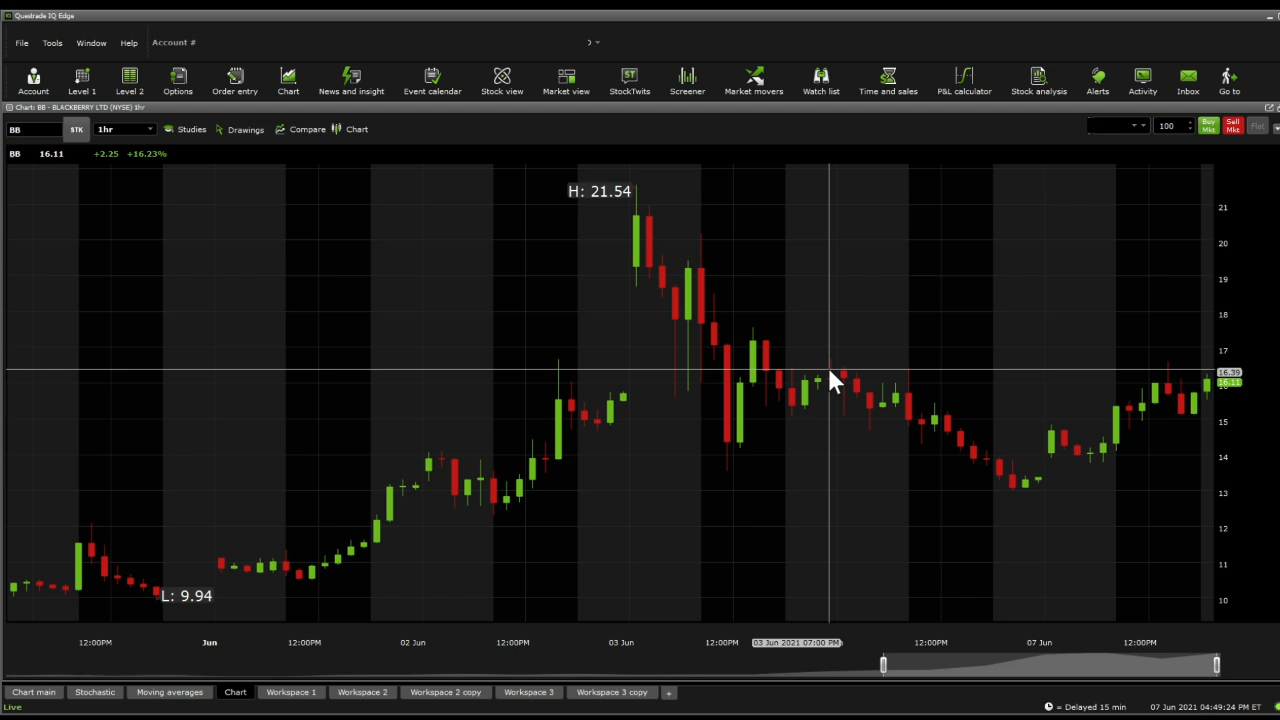 Questrade IQ Edge
File Tools Window Help Account #
Account Level 1 Level 2 Options Order entry Chart News and insight Event calendar Stock view Market view StockTwits Screener Market movers Watch list Time and sales P&L calculator Stock analysis Alerts Activity Inbox Go to
Chart: BB - BLACKBERRY LTD (NYSE) 1hr
BB STK 1hr Studies Drawings Compare Chart 100 Buy Mkt Sell Mkt Flat
BB 16.11 +2.25 +16.23%
H: 21.54
21
20
19
18
17
16.39
16.11
15
14
13
12
11
L: 9.94
10
12:00PM Jun 12:00PM 02 Jun 12:00PM 03 Jun 12:00PM 03 Jun 2021 07:00 PM 12:00PM 07 Jun 12:00PM
Chart main Stochastic Moving averages Chart Workspace 1 Workspace 2 Workspace 2 copy Workspace 3 Workspace 3 copy +
Live = Delayed 15 min 07 Jun 2021 04:49:24 PM ET